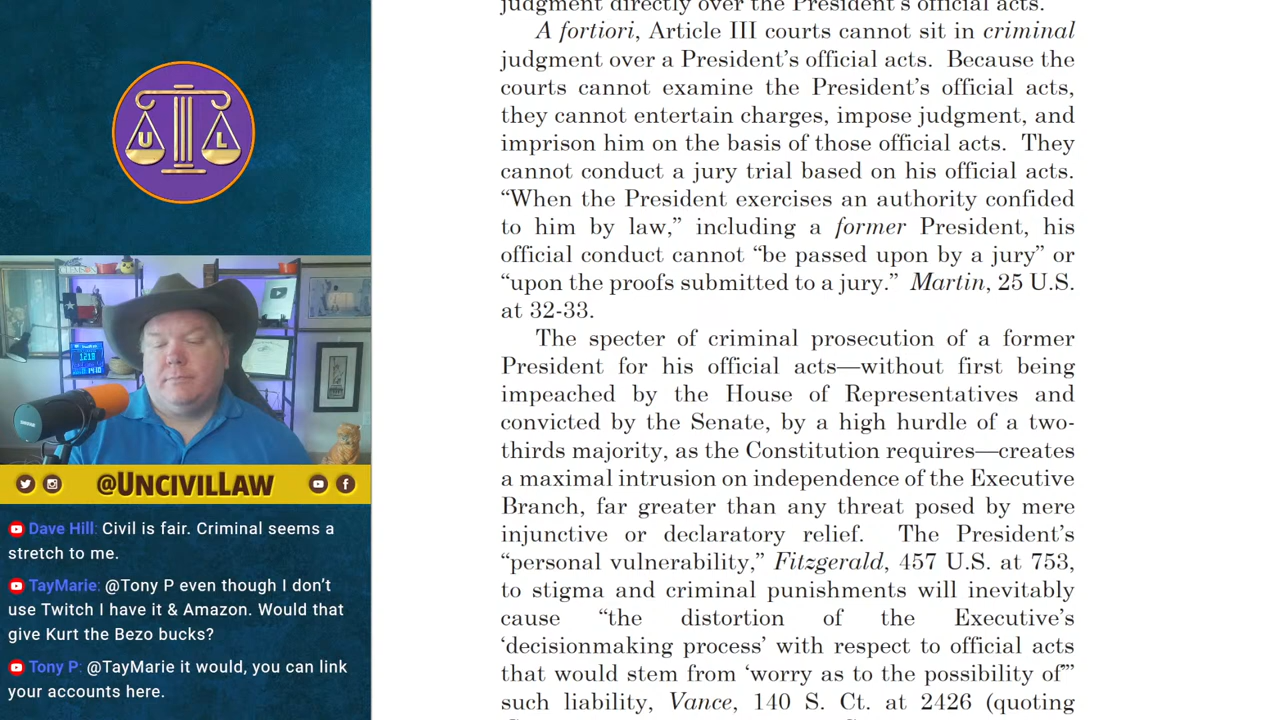 judgment directly over the President's official acts.
A fortiori, Article III courts cannot sit in criminal
judgment over a President's official acts. Because the
courts cannot examine the President's official acts,
they cannot entertain charges, impose judgment, and
imprison him on the basis of those official acts. They
cannot conduct a jury trial based on his official acts.
“When the President exercises an authority confided
to him by law,” including a former President, his
official conduct cannot “be passed upon by a jury” or
“upon the proofs submitted to a jury.” Martin, 25 U.S.
at 32-33.
The specter of criminal prosecution of a former
President for his official acts—without first being
impeached by the House of Representatives and
convicted by the Senate, by a high hurdle of a two-
thirds majority, as the Constitution requires—creates
a maximal intrusion on independence of the Executive
Branch, far greater than any threat posed by mere
injunctive or declaratory relief. The President's
“personal vulnerability,” Fitzgerald, 457 U.S. at 753,
to stigma and criminal punishments will inevitably
cause “the distortion of the Executive's
‘decisionmaking process’ with respect to official acts
that would stem from ‘worry as to the possibility of’”
such liability, Vance, 140 S. Ct. at 2426 (quoting
U L
@UNCIVILLAW
Dave Hill: Civil is fair. Criminal seems a
stretch to me.
TayMarie: @Tony P even though I don't
use Twitch I have it & Amazon. Would that
give Kurt the Bezo bucks?
Tony P: @TayMarie it would, you can link
your accounts here.